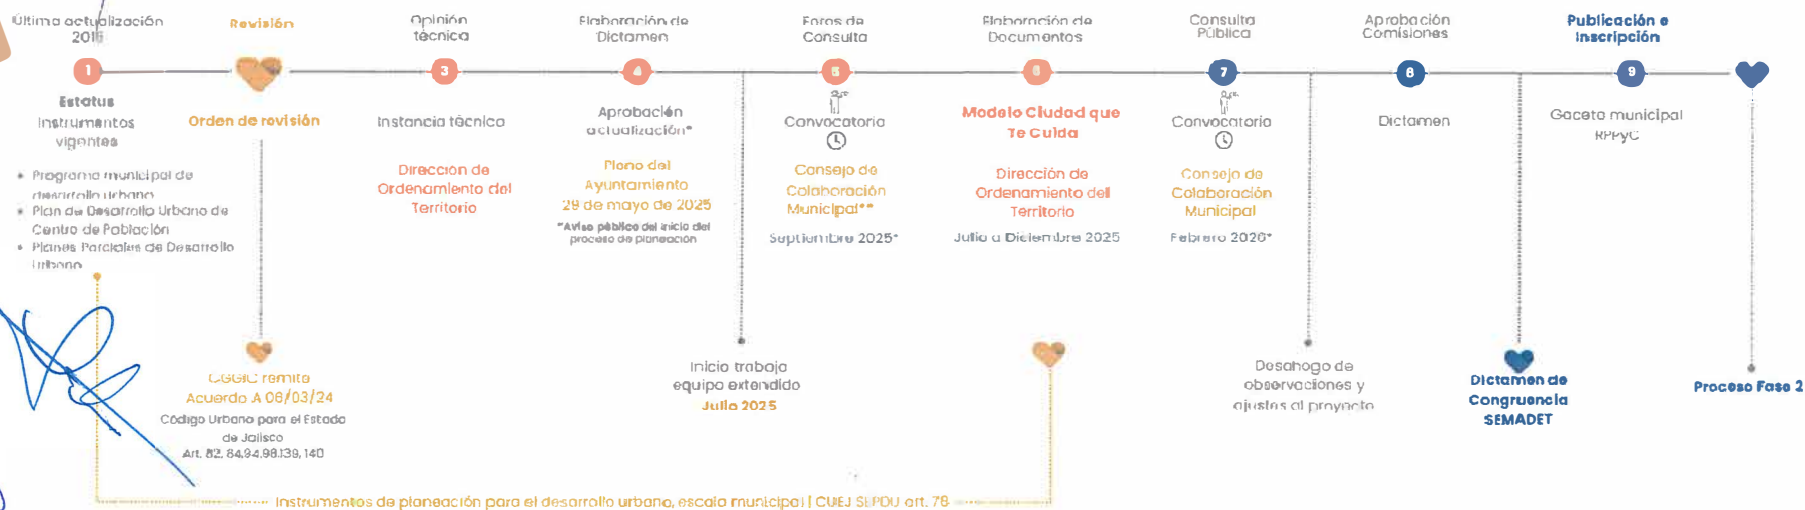 Última actualización
2015
1
Estatus
Instrumentos
vigentes
• Programa municipal de
desarrollo urbano
• Plan de Desarrollo Urbano de
Centro de Población
• Planes Parciales de Desarrollo
Urbano
Revisión
Orden de revisión
CGGIC remite
Acuerdo A 06/03/24
Código Urbano para el Estado
de Jalisco
Art. 82, 84,94,98,139, 140
Opinión
técnica
3
Instancia técnica
Dirección de
Ordenamiento del
Territorio
Elaboración de
Dictamen
4
Aprobación
actualización*
Pleno del
Ayuntamiento
29 de mayo de 2025
*Aviso público del inicio del
proceso de planeación
Inicio trabajo
equipo extendido
Julio 2025
Foros de
Consulta
5
Convocatoria
Consejo de
Colaboración
Municipal**
Septiembre 2025*
Elaboración de
Documentos
6
Modelo Ciudad que
Te Cuida
Dirección de
Ordenamiento del
Territorio
Julio a Diciembre 2025
Consulta
Pública
7
Convocatoria
Consejo de
Colaboración
Municipal
Febrero 2026*
Desahogo de
observaciones y
ajustes al proyecto
Aprobación
Comisiones
8
Dictamen
Dictamen de
Congruencia
SEMADET
Publicación e
Inscripción
9
Gaceta municipal
RPPyC
Proceso Fase 2
Instrumentos de planeación para el desarrollo urbano, escala municipal | CUEJ SEPDU art. 78